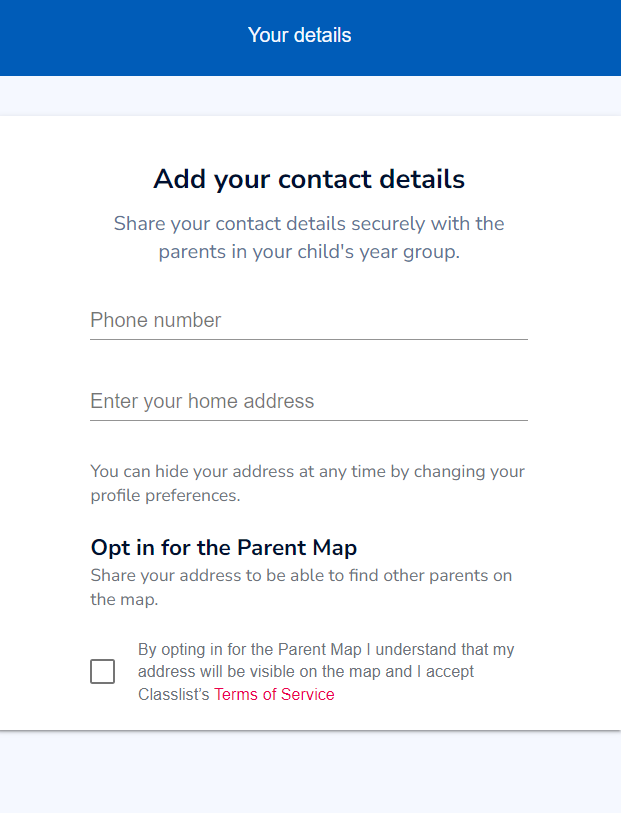 Your details
Add your contact details
Share your contact details securely with the
parents in your child's year group.
Phone number
Enter your home address
You can hide your address at any time by changing your
profile preferences.
Opt in for the Parent Map
Share your address to be able to find other parents on
the map.
By opting in for the Parent Map I understand that my
address will be visible on the map and I accept
Classlist’s Terms of Service